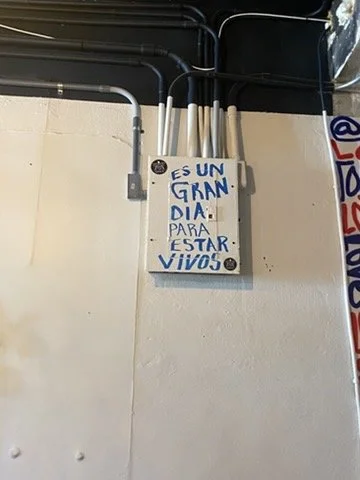 ES UN
GRAN
DIA
PARA
ESTAR
VIVOS
@